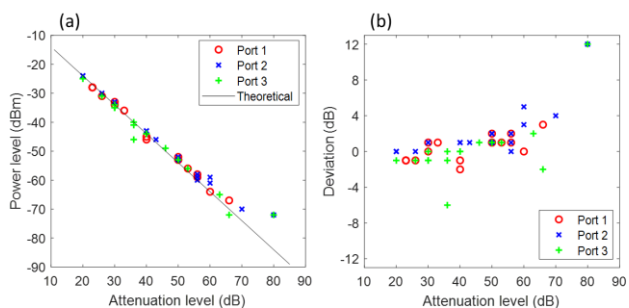 (a)
-10
-20
-30
-40
-50
-60
-70
-80
-90
10 20 30 40 50 60 70 80 90
Power level (dBm)
Attenuation level (dB)
Port 1
Port 2
Port 3
Theoretical
(b)
12
8
4
0
-4
-8
-12
10 20 30 40 50 60 70 80 90
Deviation (dB)
Attenuation level (dB)
Port 1
Port 2
Port 3